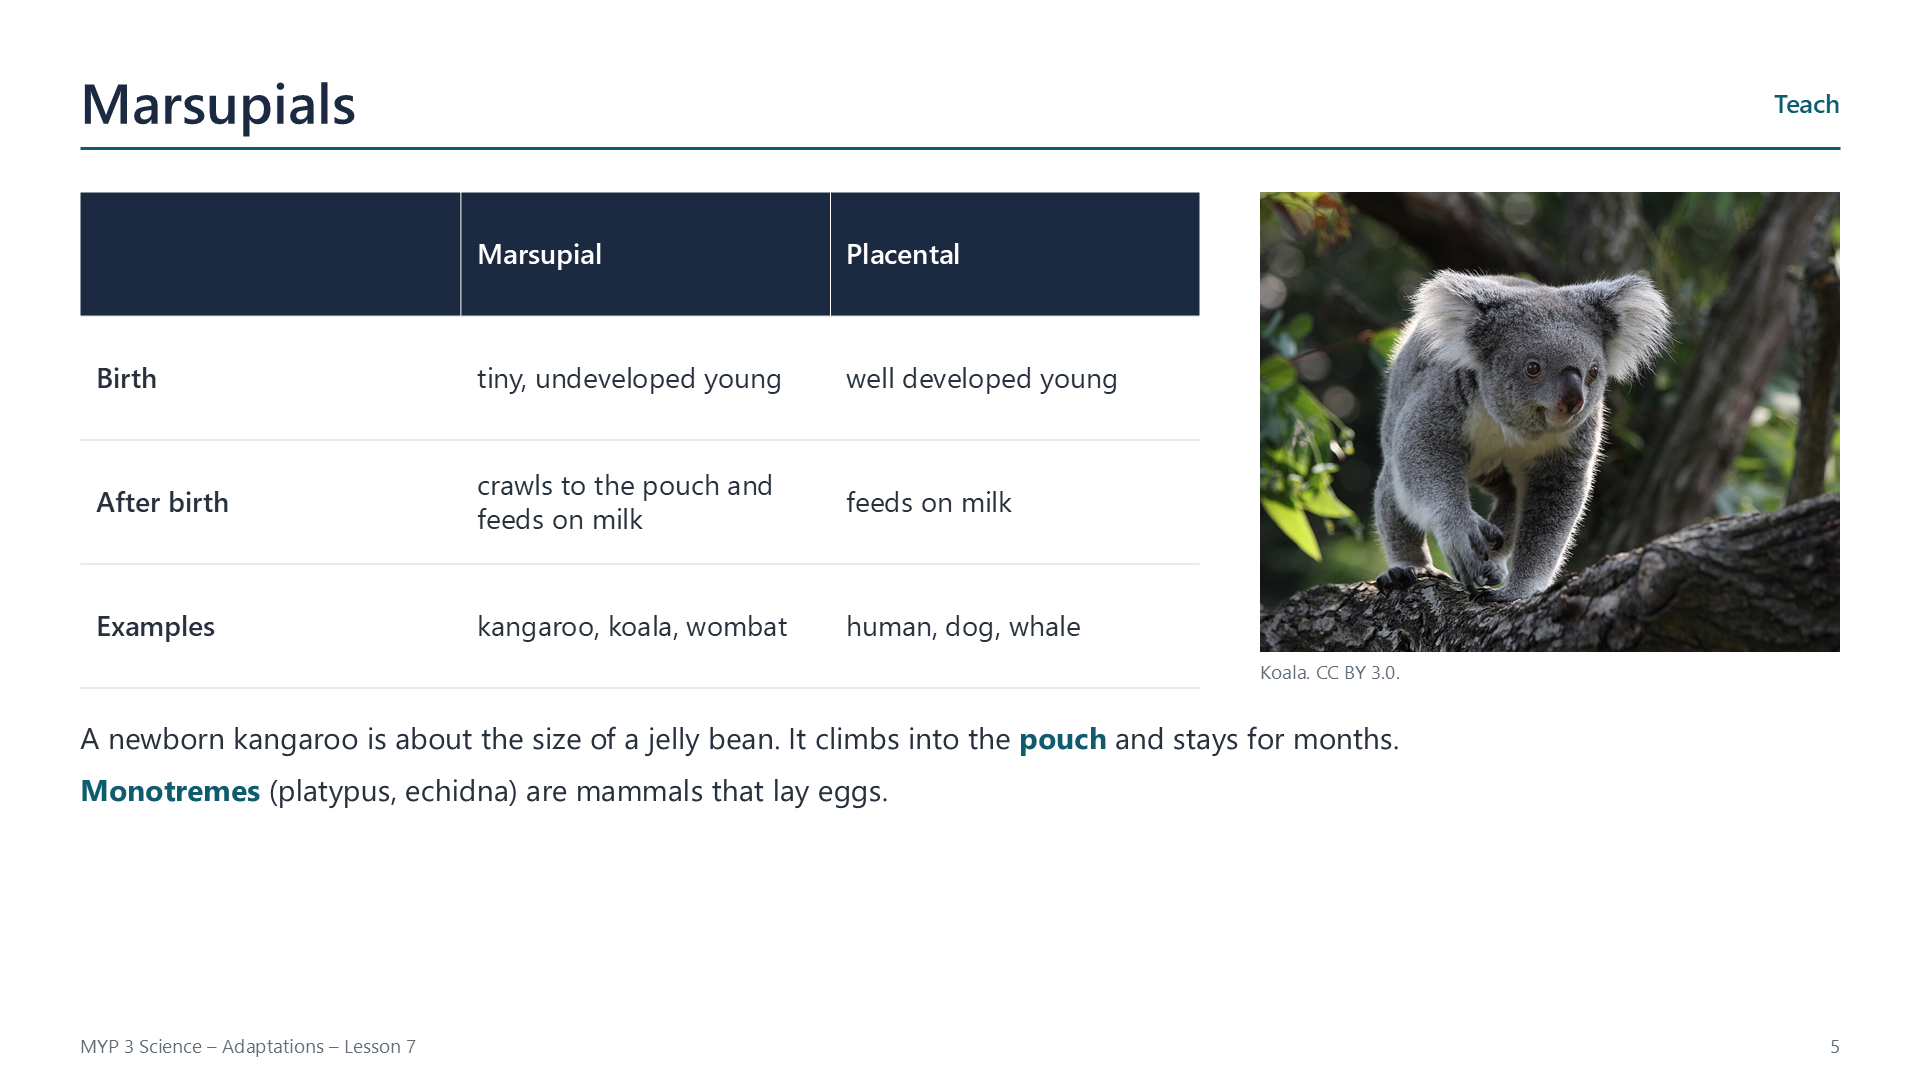 Marsupials
Teach
Marsupial Placental
Birth tiny, undeveloped young well developed young
After birth crawls to the pouch and feeds on milk feeds on milk
Examples kangaroo, koala, wombat human, dog, whale
Koala. CC BY 3.0.
A newborn kangaroo is about the size of a jelly bean. It climbs into the pouch and stays for months.
Monotremes (platypus, echidna) are mammals that lay eggs.
MYP 3 Science – Adaptations – Lesson 7
5